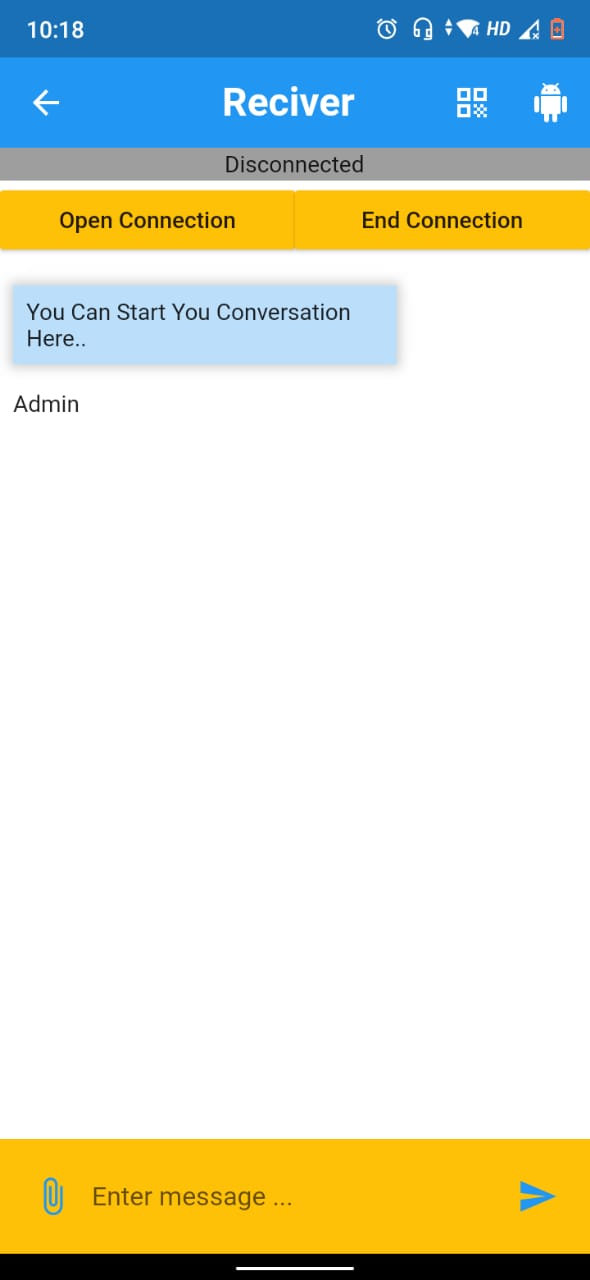 10:18
HD
Reciver
Disconnected
Open Connection
End Connection
You Can Start You Conversation
Here..
Admin
Enter message ...